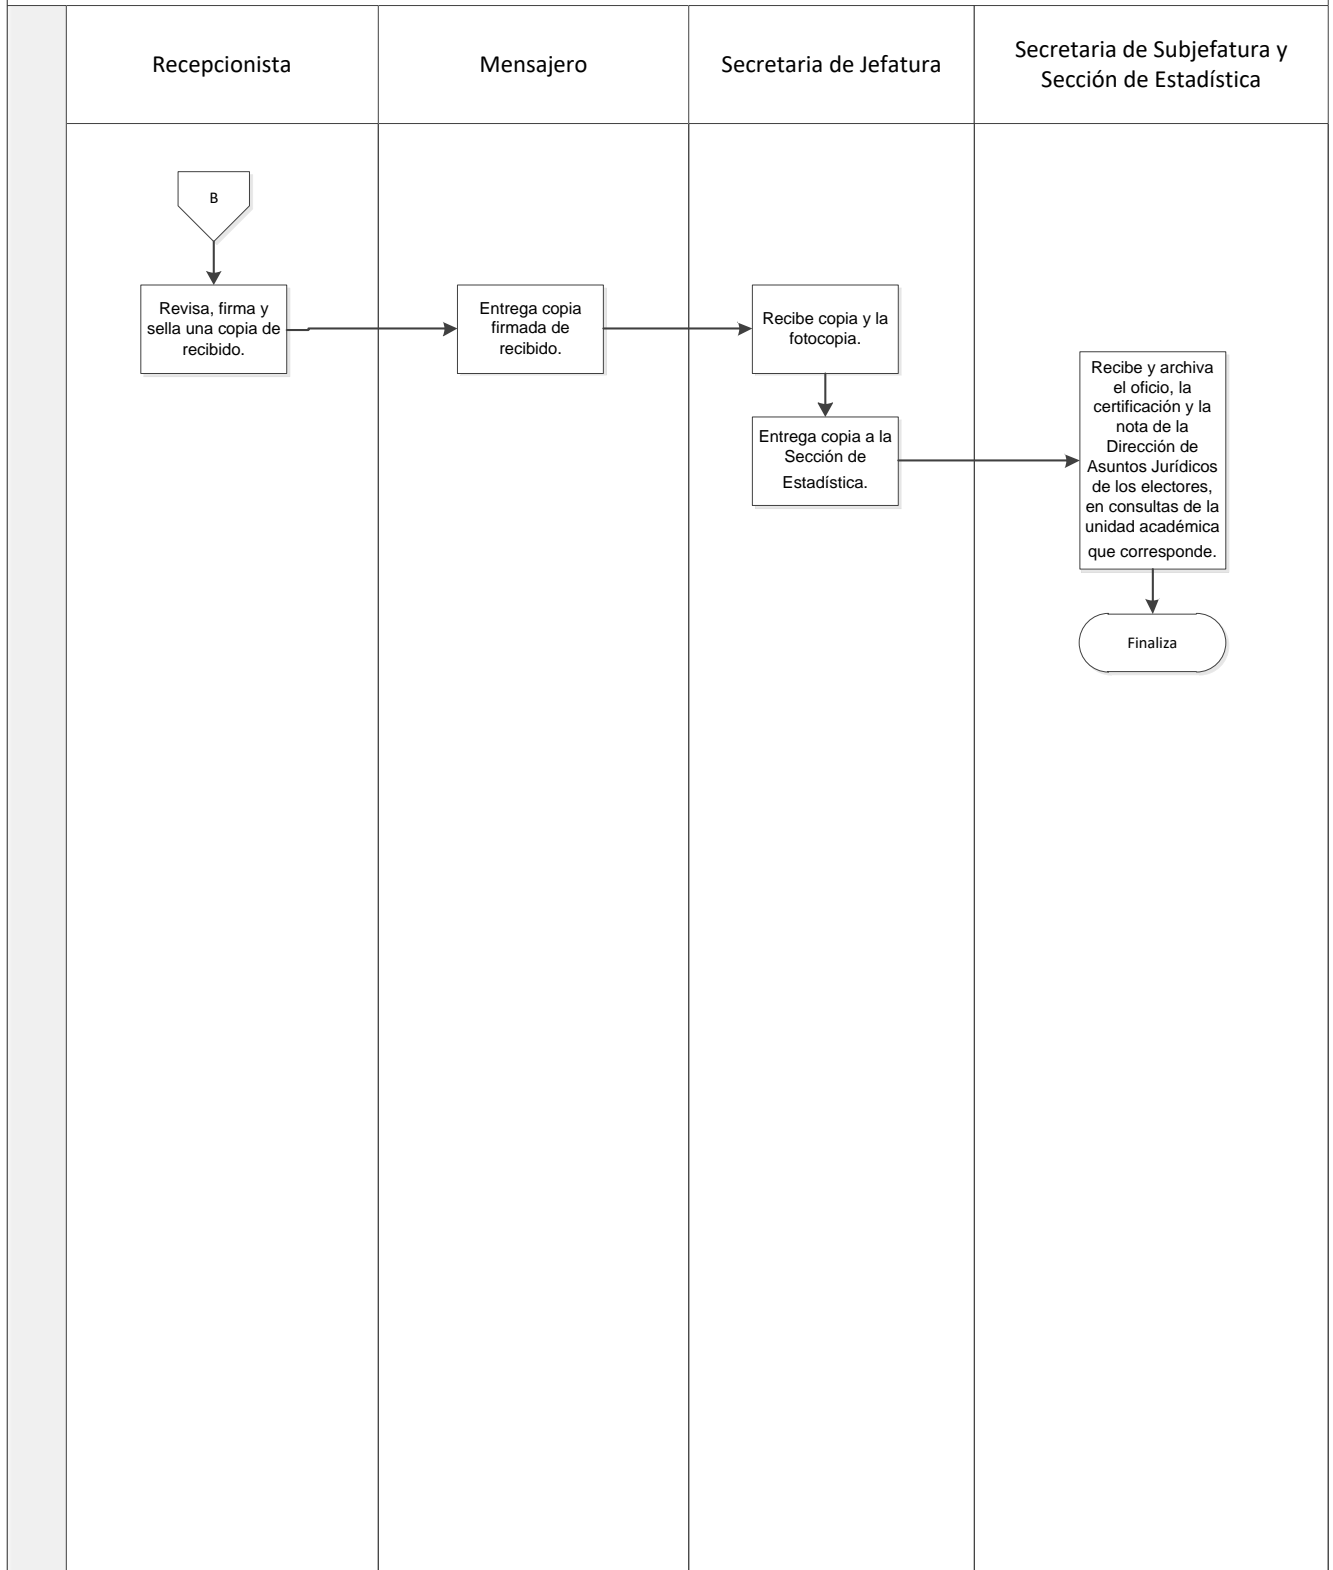 Recepcionista
Mensajero
Secretaria de Jefatura
Secretaria de Subjefatura y
Sección de Estadística
B
Revisa, firma y
sella una copia de
recibido.
Entrega copia
firmada de
recibido.
Recibe copia y la
fotocopia.
Entrega copia a la
Sección de
Estadística.
Recibe y archiva
el oficio, la
certificación y la
nota de la
Dirección de
Asuntos Jurídicos
de los electores,
en consultas de la
unidad académica
que corresponde.
Finaliza